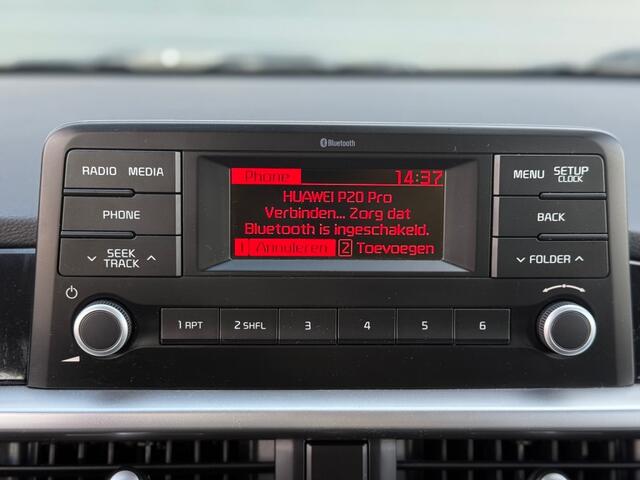 Bluetooth
RADIO MEDIA
PHONE
SEEK
TRACK
Phone 14:37
HUAWEI P20 Pro
Verbinden... Zorg dat
Bluetooth is ingeschakeld.
1 Annuleren 2 Toevoegen
MENU SETUP
CLOCK
BACK
FOLDER
1 RPT 2 SHFL 3 4 5 6